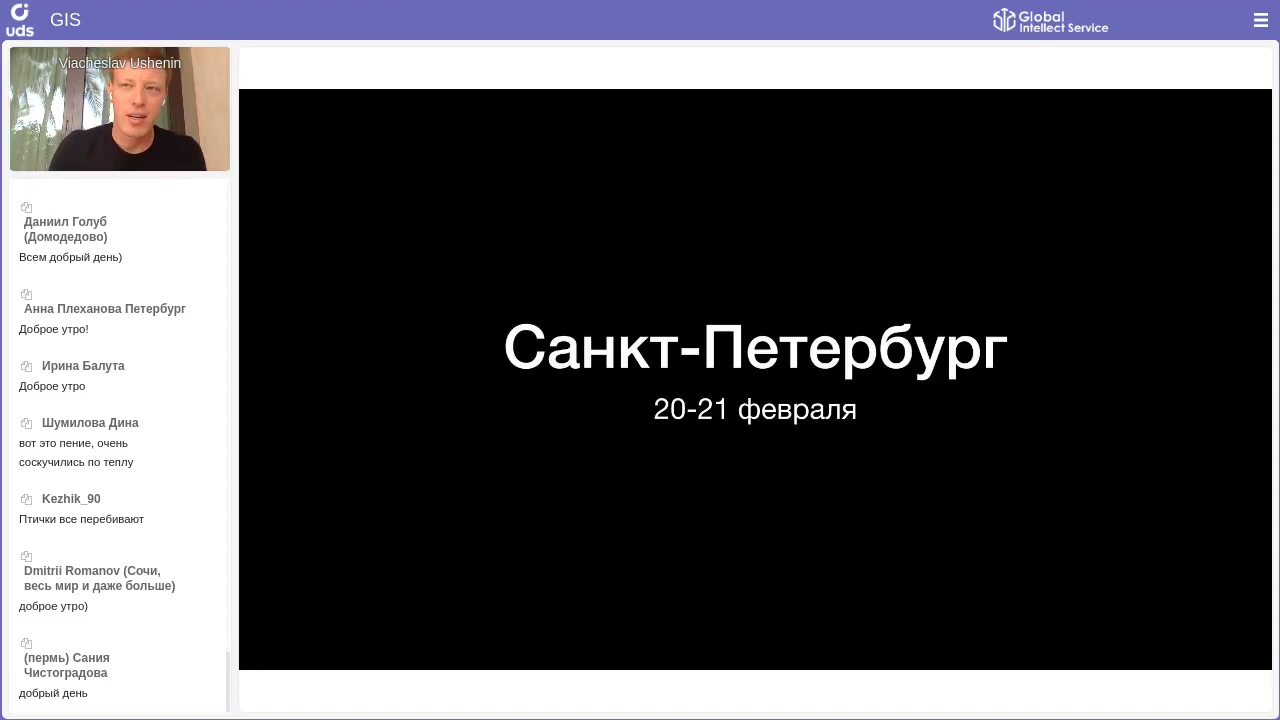 uds
GIS
Global
Intellect Service
Viacheslav Ushenin
Даниил Голуб
(Домодедово)
Всем добрый день)
Анна Плеханова Петербург
Доброе утро!
Ирина Балута
Доброе утро
Шумилова Дина
вот это пение, очень
соскучились по теплу
Kezhik_90
Птички все перебивают
Dmitrii Romanov (Сочи,
весь мир и даже больше)
доброе утро)
(пермь) Сания
Чистоградова
добрый день
Санкт-Петербург
20-21 февраля